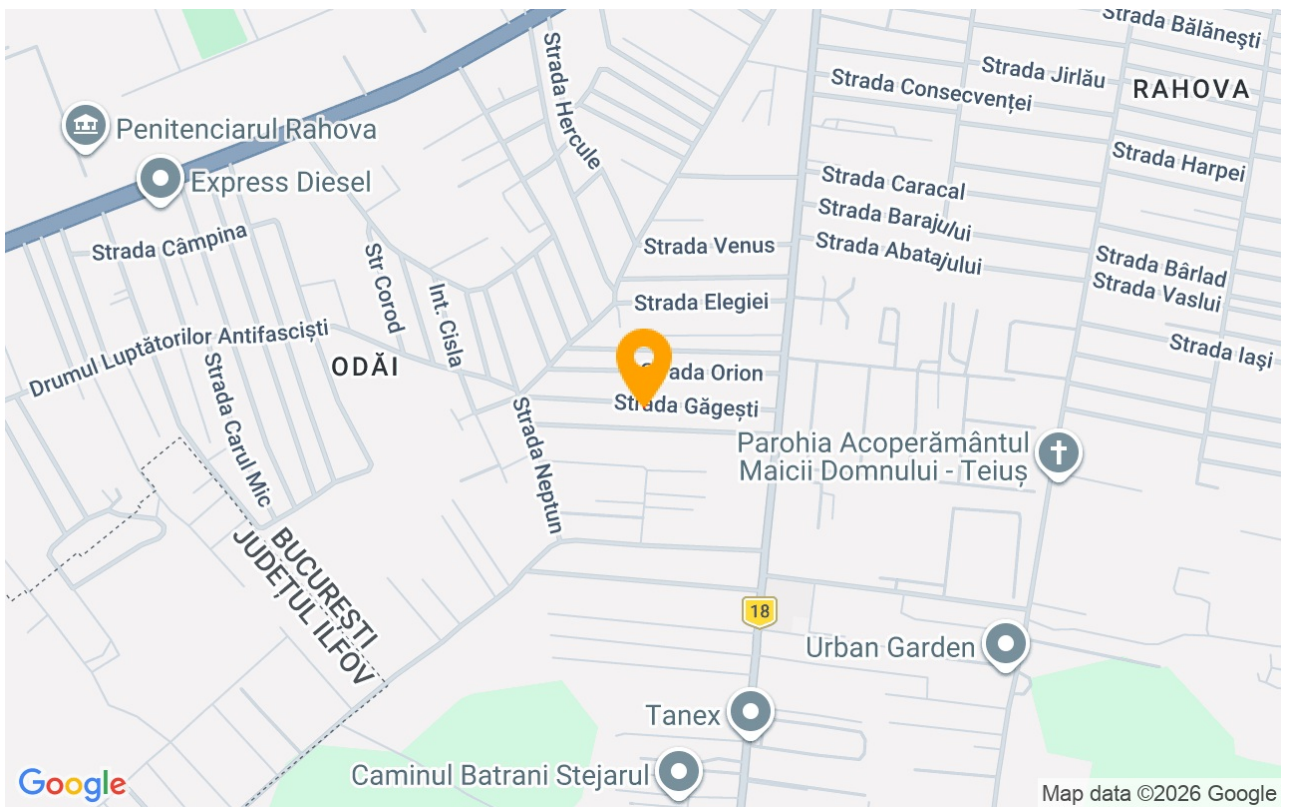 Strada Bălănești
Strada Jirlău
RAHOVA
Strada Consecvenței
Strada Hercule
Penitenciarul Rahova
Strada Harpei
Express Diesel
Strada Caracal
Strada Barajului
Strada Câmpina
Strada Venus
Strada Abatajului
Strada Bârlad
Str Corod
Strada Vaslui
Int. Cisla
Strada Elegiei
Drumul Luptătorilor Antifasciști
Strada Iași
ODĂI
rada Orion
Strada Găgești
Strada Carul Mic
Strada Neptun
Parohia Acoperământul
Maicii Domnului - Teiuș
BUCUREȘTI
JUDEȚUL ILFOV
18
Urban Garden
Tanex
Caminul Batrani Stejarul
Google
Map data ©2026 Google